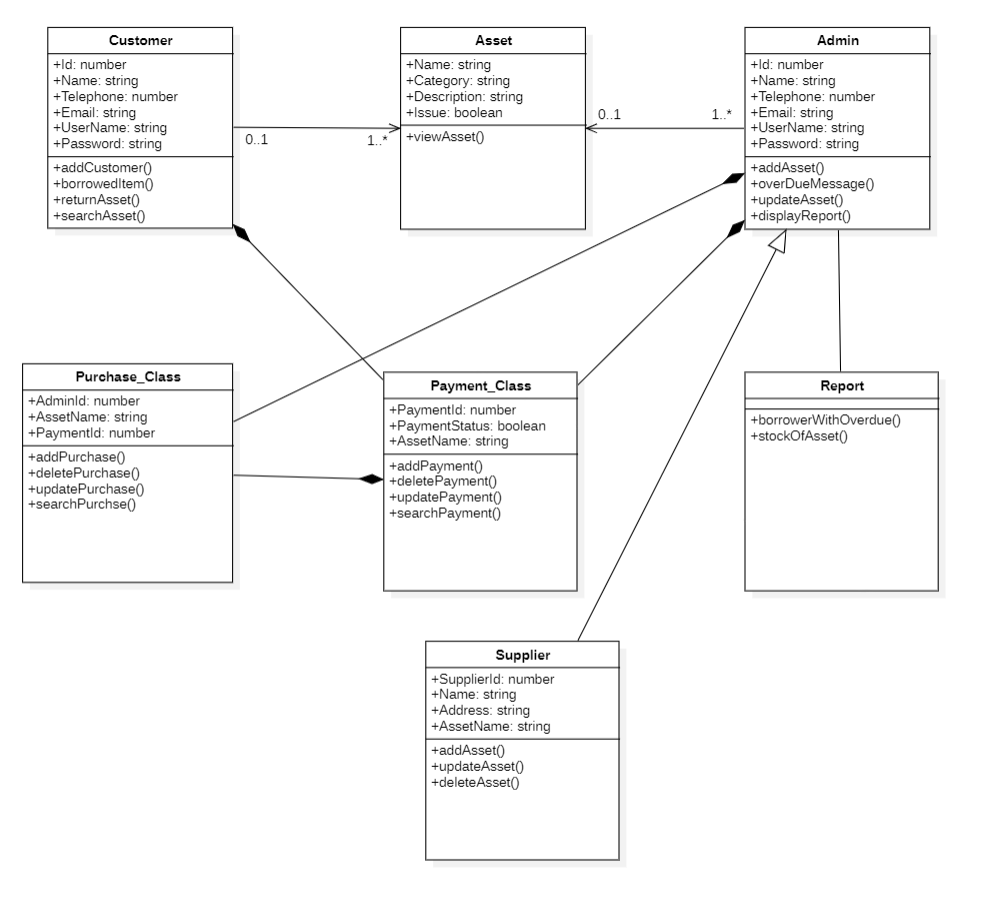 Customer
+Id: number
+Name: string
+Telephone: number
+Email: string
+UserName: string
+Password: string
+addCustomer()
+borrowedItem()
+returnAsset()
+searchAsset()
0..1
1..*
Asset
+Name: string
+Category: string
+Description: string
+Issue: boolean
+viewAsset()
0..1
1..*
Admin
+Id: number
+Name: string
+Telephone: number
+Email: string
+UserName: string
+Password: string
+addAsset()
+overDueMessage()
+updateAsset()
+displayReport()
Purchase_Class
+AdminId: number
+AssetName: string
+PaymentId: number
+addPurchase()
+deletePurchase()
+updatePurchase()
+searchPurchse()
Payment_Class
+PaymentId: number
+PaymentStatus: boolean
+AssetName: string
+addPayment()
+deletePayment()
+updatePayment()
+searchPayment()
Report
+borrowerWithOverdue()
+stockOfAsset()
Supplier
+SupplierId: number
+Name: string
+Address: string
+AssetName: string
+addAsset()
+updateAsset()
+deleteAsset()